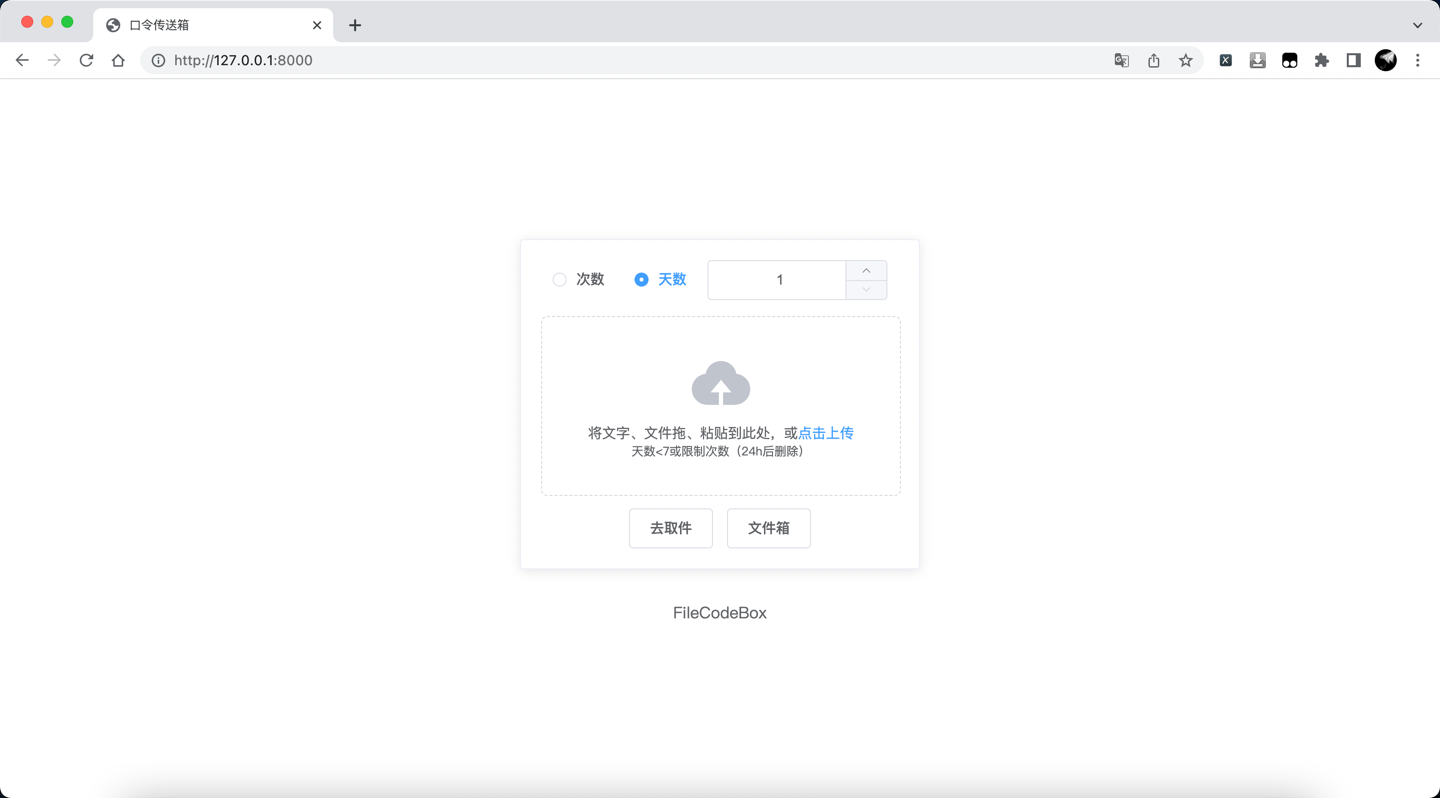 口令传送箱
http://127.0.0.1:8000
次数 天数 1
将文字、文件拖、粘贴到此处，或点击上传
天数<7或限制次数（24h后删除）
去取件 文件箱
FileCodeBox